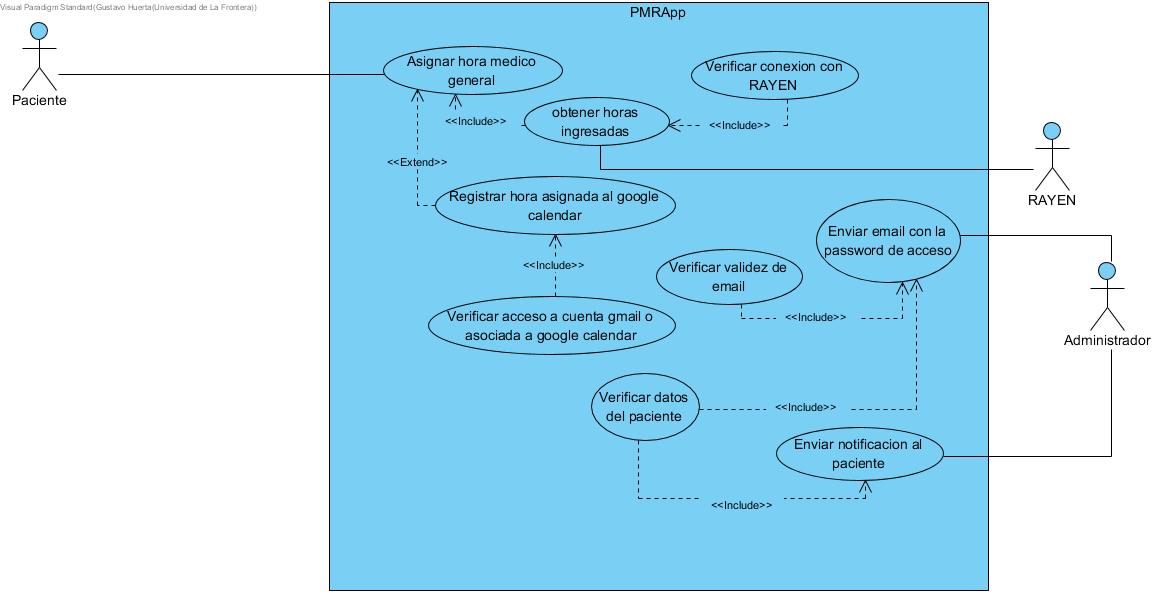 Visual Paradigm Standard(Gustavo Huerta(Universidad de La Frontera))
PMRApp
Paciente
Asignar hora medico
general
Verificar conexion con
RAYEN
<<Include>>
obtener horas
ingresadas
<<Include>>
<<Extend>>
RAYEN
Registrar hora asignada al google
calendar
Enviar email con la
password de acceso
<<Include>>
Verificar validez de
email
<<Include>>
Verificar acceso a cuenta gmail o
asociada a google calendar
Administrador
Verificar datos
del paciente
<<Include>>
Enviar notificacion al
paciente
<<Include>>